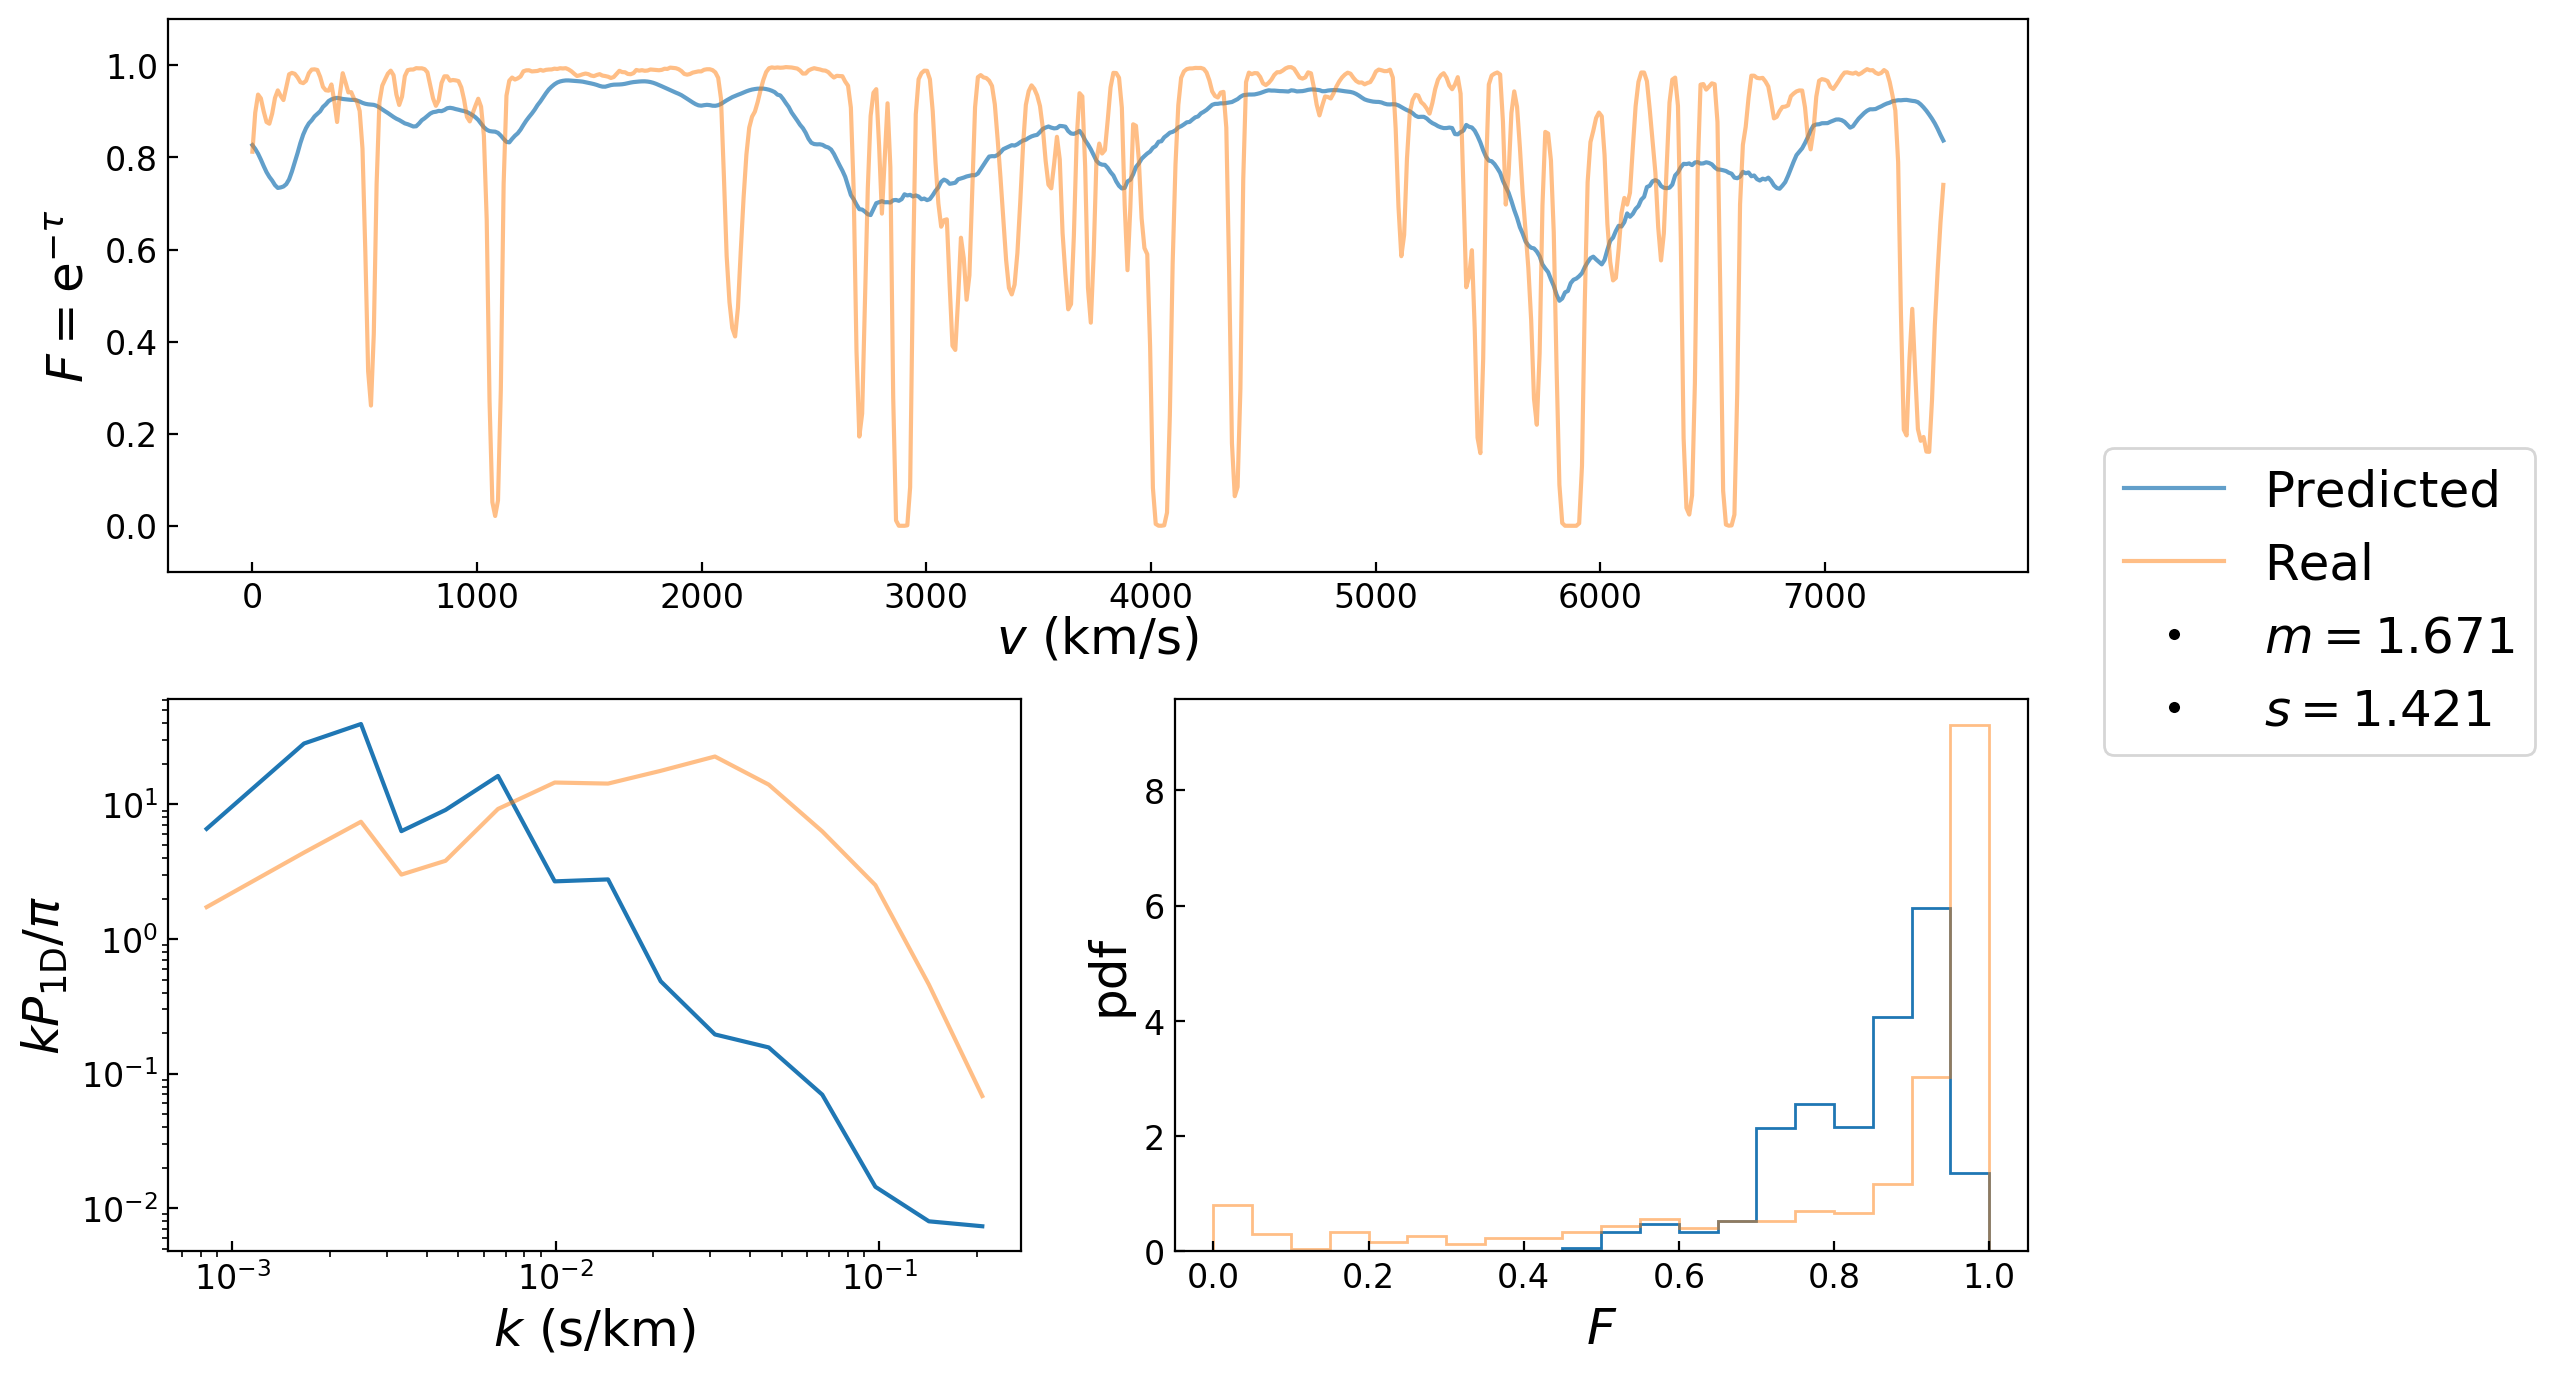 F = e^{−τ}
1.0
0.8
0.6
0.4
0.2
0.0
0 1000 2000 3000 4000 5000 6000 7000
v (km/s)
Predicted
Real
• m = 1.671
• s = 1.421
kP_{1D}/π
10^1
10^0
10^{−1}
10^{−2}
10^{−3} 10^{−2} 10^{−1}
k (s/km)
pdf
8
6
4
2
0
0.0 0.2 0.4 0.6 0.8 1.0
F